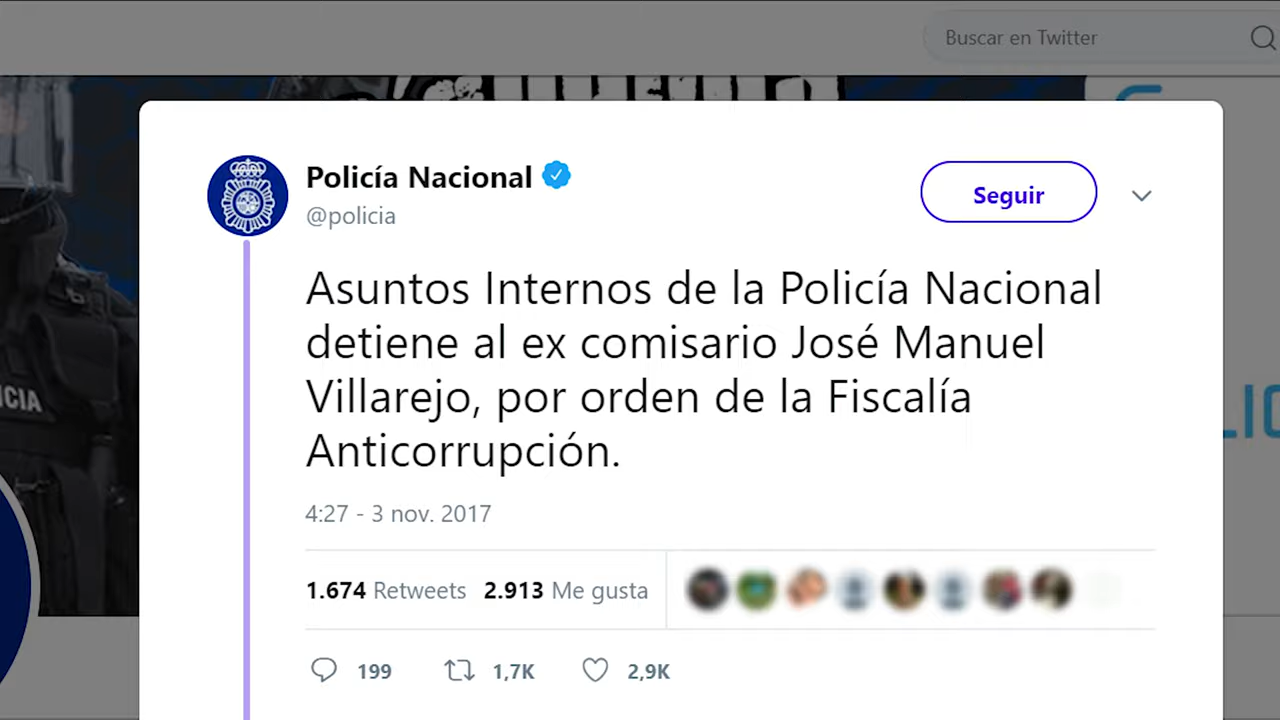 Buscar en Twitter
Policía Nacional
@policia
Seguir
Asuntos Internos de la Policía Nacional
detiene al ex comisario José Manuel
Villarejo, por orden de la Fiscalía
Anticorrupción.
4:27 - 3 nov. 2017
1.674 Retweets 2.913 Me gusta
199 1,7K 2,9K